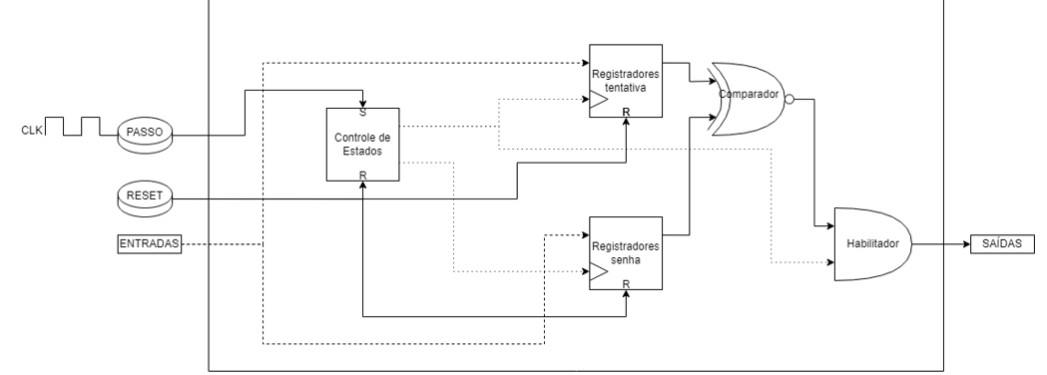 Registradores
tentativa
R
Comparador
CLK
PASSO
S
Controle de
Estados
R
RESET
ENTRADAS
Registradores
senha
R
Habilitador
SAÍDAS